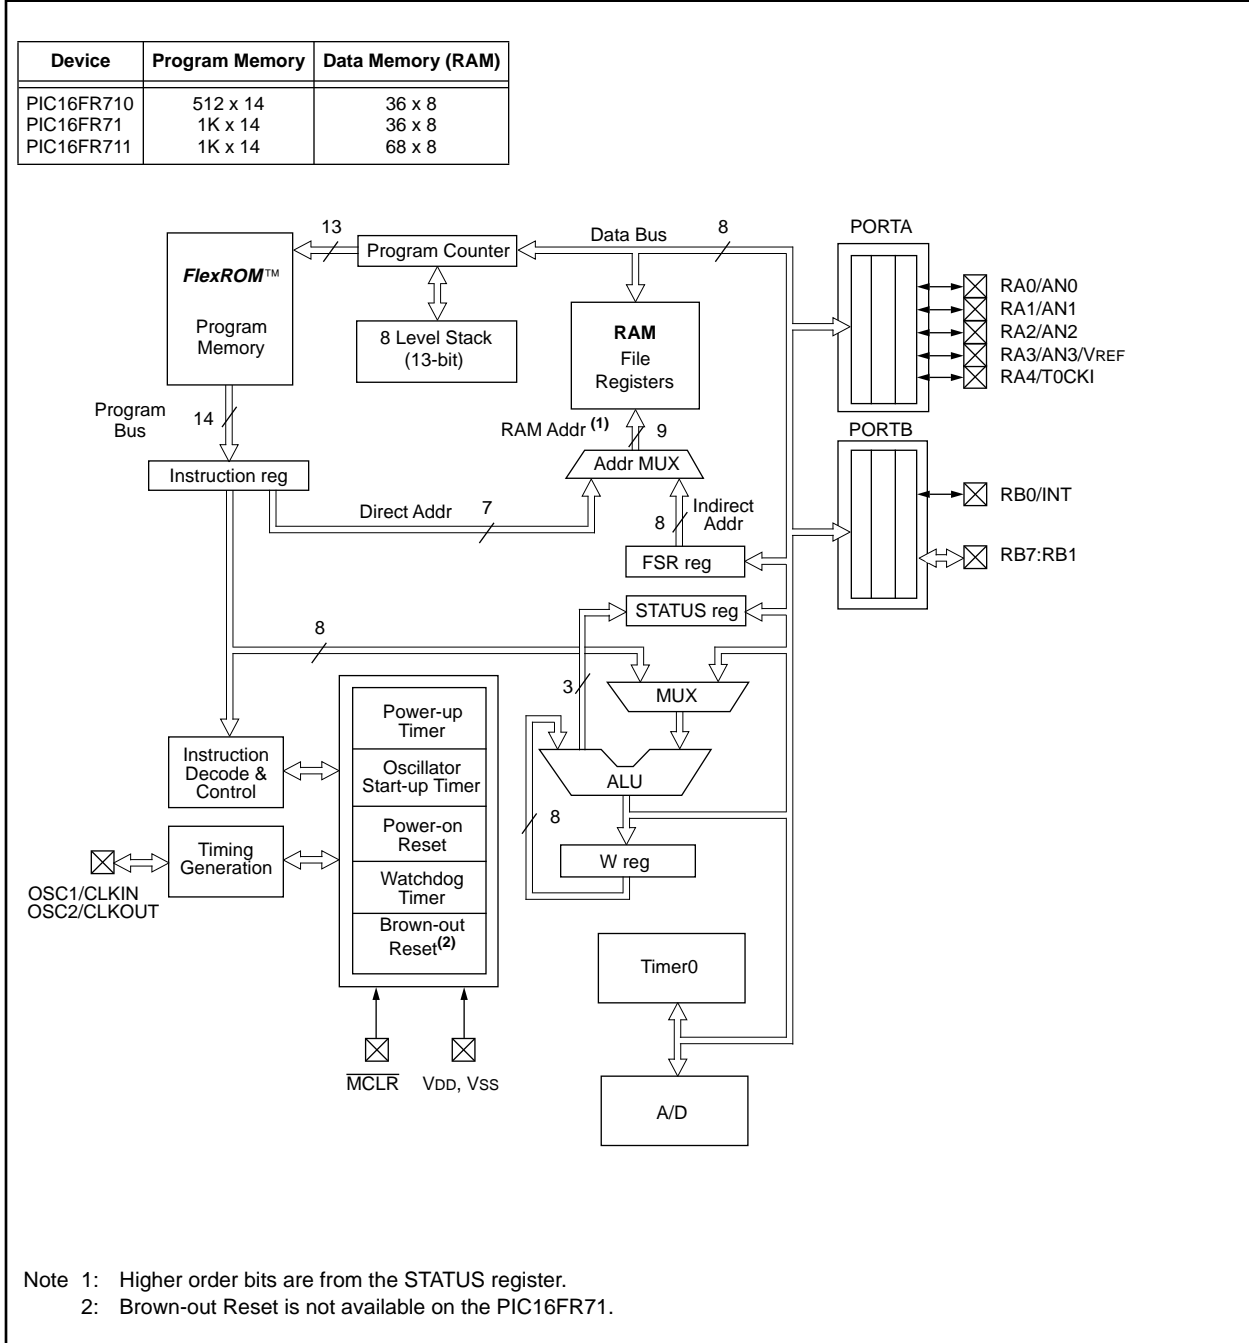 Device Program Memory Data Memory (RAM)
PIC16FR710 512 x 14 36 x 8
PIC16FR71 1K x 14 36 x 8
PIC16FR711 1K x 14 68 x 8
13
Program Counter
Data Bus
8
PORTA
FlexROM™
Program
Memory
8 Level Stack
(13-bit)
RAM
File
Registers
RA0/AN0
RA1/AN1
RA2/AN2
RA3/AN3/VREF
RA4/T0CKI
Program
Bus
14
RAM Addr (1)
9
PORTB
Instruction reg
Addr MUX
Direct Addr
7
8
Indirect
Addr
RB0/INT
FSR reg
RB7:RB1
STATUS reg
8
3
MUX
Power-up
Timer
Instruction
Decode &
Control
Oscillator
Start-up Timer
ALU
8
Timing
Generation
Power-on
Reset
W reg
OSC1/CLKIN
OSC2/CLKOUT
Watchdog
Timer
Brown-out
Reset(2)
Timer0
MCLR
VDD, VSS
A/D
Note 1: Higher order bits are from the STATUS register.
2: Brown-out Reset is not available on the PIC16FR71.